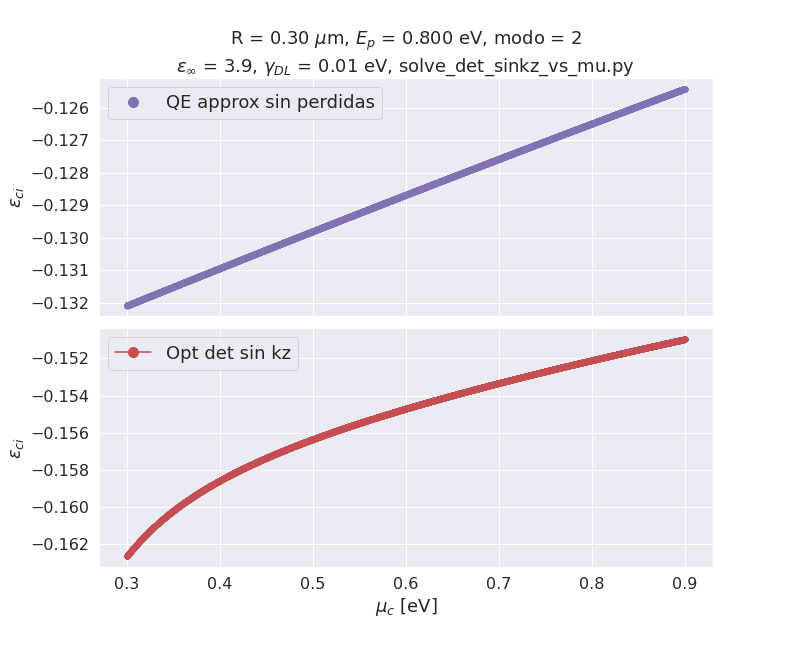 R = 0.30 μm, E_p = 0.800 eV, modo = 2
ε_∞ = 3.9, γ_DL = 0.01 eV, solve_det_sinkz_vs_mu.py
QE approx sin perdidas
ε_ci
−0.126
−0.127
−0.128
−0.129
−0.130
−0.131
−0.132
Opt det sin kz
ε_ci
−0.152
−0.154
−0.156
−0.158
−0.160
−0.162
0.3 0.4 0.5 0.6 0.7 0.8 0.9
μ_c [eV]